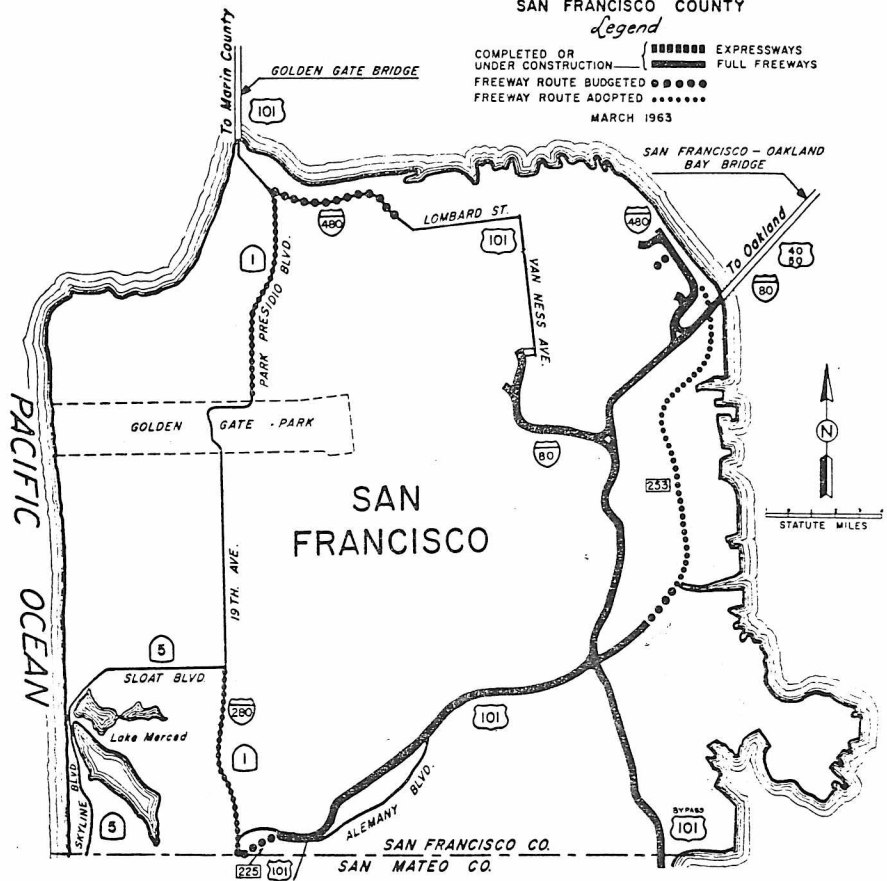 SAN FRANCISCO COUNTY
Legend
COMPLETED OR
UNDER CONSTRUCTION
EXPRESSWAYS
FULL FREEWAYS
FREEWAY ROUTE BUDGETED
FREEWAY ROUTE ADOPTED
MARCH 1963
To Marin County
GOLDEN GATE BRIDGE
101
SAN FRANCISCO - OAKLAND
BAY BRIDGE
480
LOMBARD ST.
101
480
To Oakland
40
50
80
1
PARK PRESIDIO BLVD.
VAN NESS AVE.
GOLDEN GATE PARK
80
N
253
STATUTE MILES
PACIFIC OCEAN
SAN
FRANCISCO
19TH AVE.
5
SLOAT BLVD.
280
Lake Merced
1
101
SKYLINE BLVD
5
ALEMANY BLVD.
BYPASS
101
SAN FRANCISCO CO.
SAN MATEO CO.
225
101